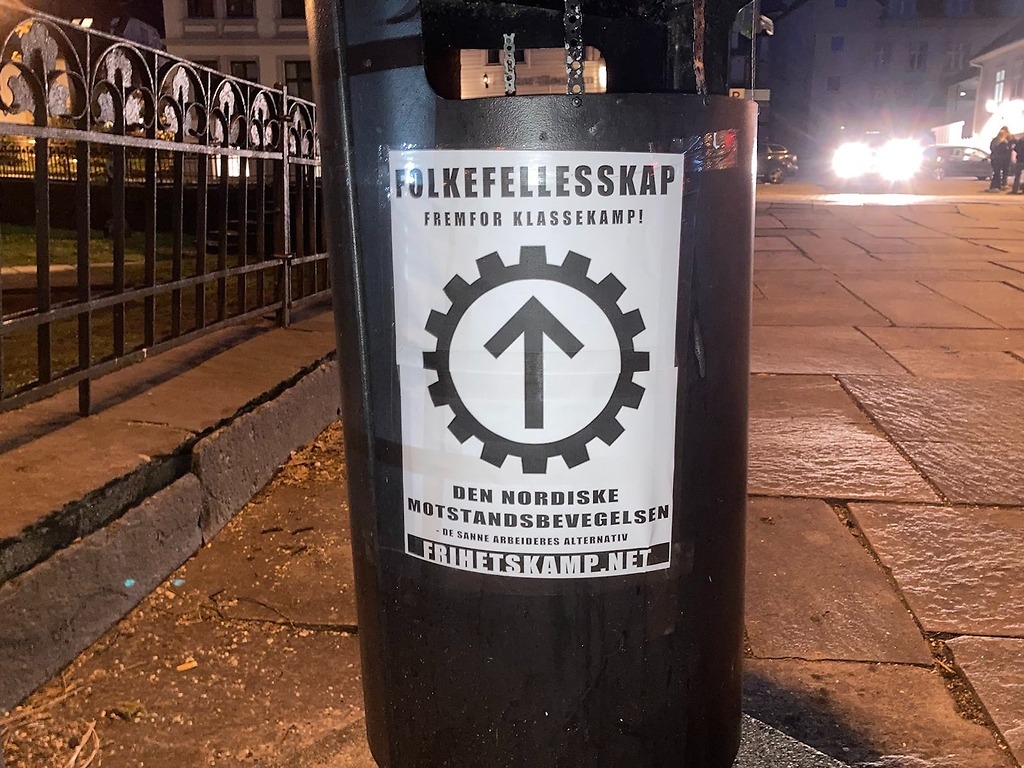 FOLKEFELLESSKAP
FREMFOR KLASSEKAMP!
DEN NORDISKE
MOTSTANDSBEVEGELSEN
- DE SANNE ARBEIDERES ALTERNATIV
FRIHETSKAMP.NET